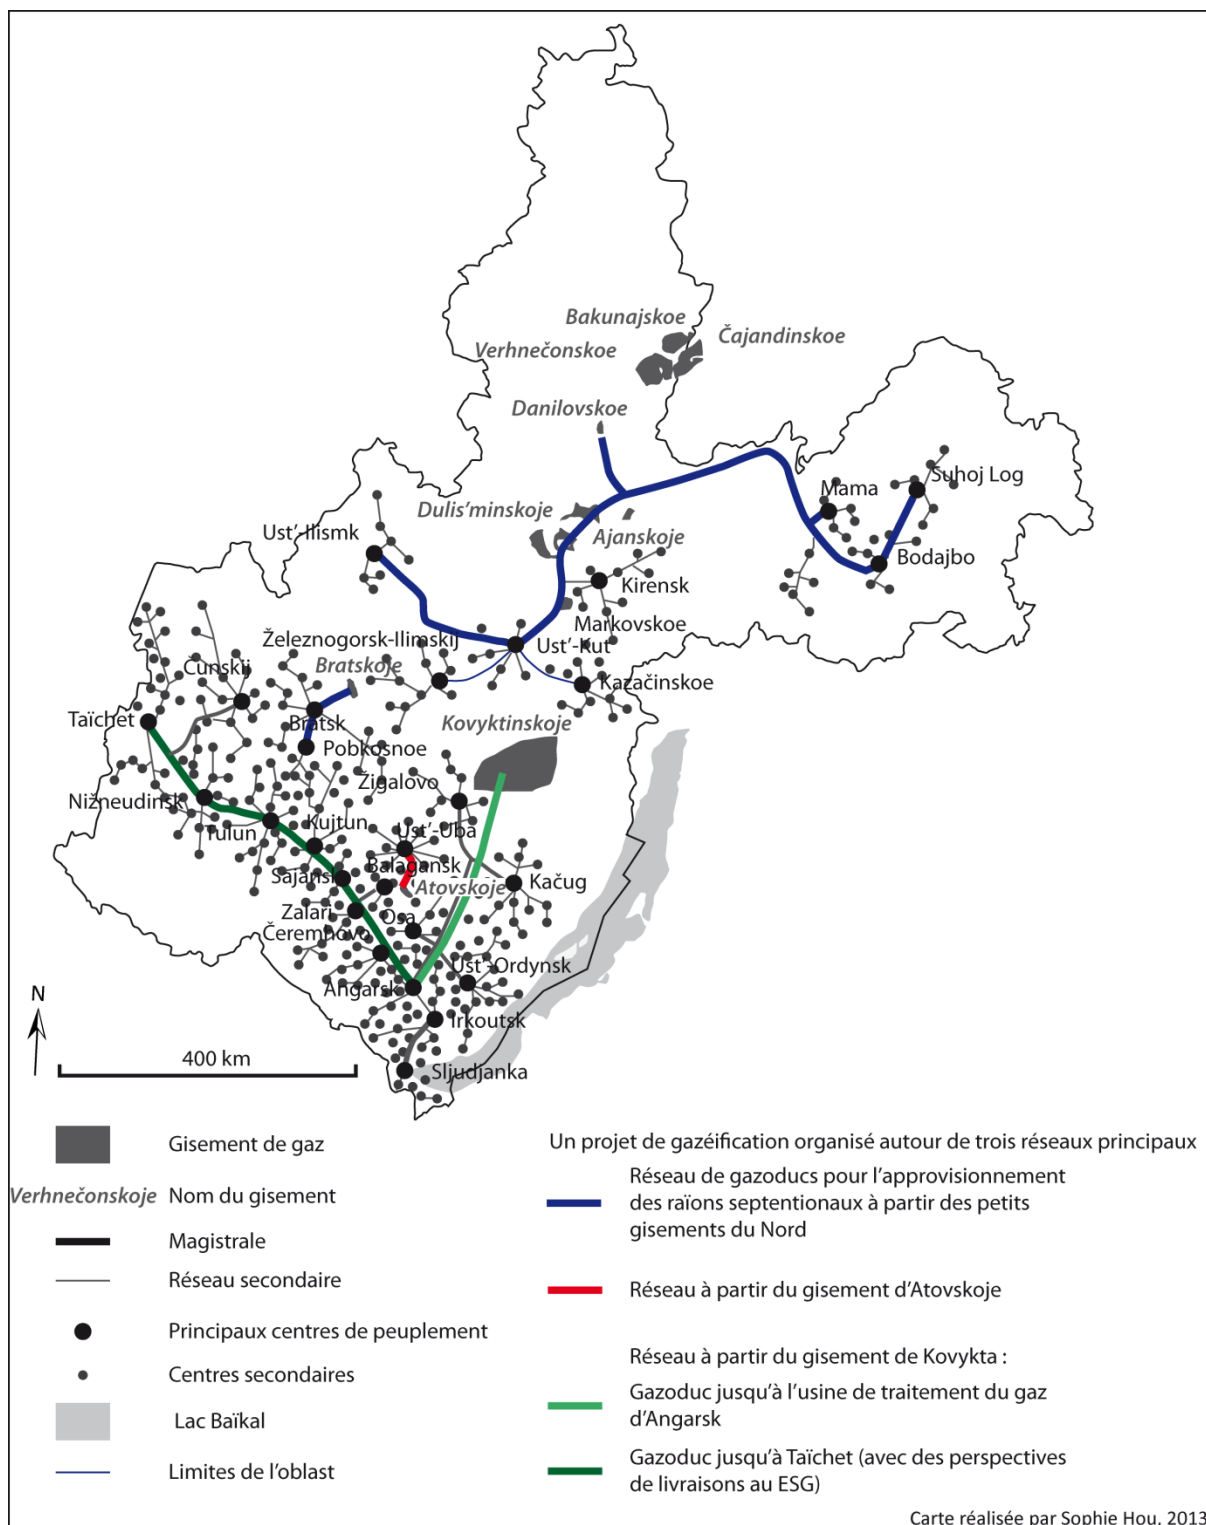 Bakunajskoe
Čajandinskoe
Verhnečonskoe
Danilovskoe
Suhoj Log
Mama
Dulis’minskoje
Ust’-Ilismk
Ajanskoje
Bodajbo
Kirensk
Markovskoe
Železnogorsk-Ilimskij
Ust’-Kut
Bratskoje
Čunskij
Kazačinskoe
Taïchet
Bratsk
Kovyktinskoje
Pobkosnoe
Žigalovo
Nižneudinsk
Tulun
Kujtun
Ust’-Uba
Balagansk
Sajansk
Atovskoje
Kačug
Zalari
Osa
Čeremhovo
Ust’-Ordynsk
Angarsk
Irkoutsk
N
400 km
Sljudjanka
Gisement de gaz
Verhnečonskoje
Nom du gisement
Magistrale
Réseau secondaire
Principaux centres de peuplement
Centres secondaires
Lac Baïkal
Limites de l’oblast
Un projet de gazéification organisé autour de trois réseaux principaux
Réseau de gazoducs pour l’approvisionnement
des raïons septentionaux à partir des petits
gisements du Nord
Réseau à partir du gisement d’Atovskoje
Réseau à partir du gisement de Kovykta :
Gazoduc jusqu’à l’usine de traitement du gaz
d’Angarsk
Gazoduc jusqu’à Taïchet (avec des perspectives
de livraisons au ESG)
Carte réalisée par Sophie Hou, 2013